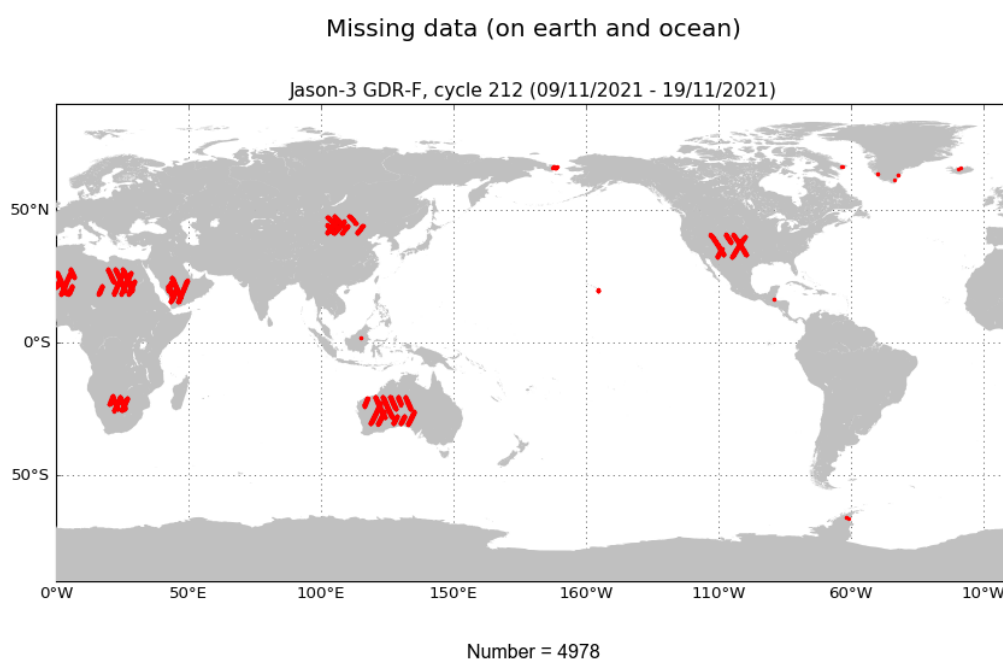 Missing data (on earth and ocean)
Jason-3 GDR-F, cycle 212 (09/11/2021 - 19/11/2021)
50°N
0°S
50°S
0°W 50°E 100°E 150°E 160°W 110°W 60°W 10°W
Number = 4978